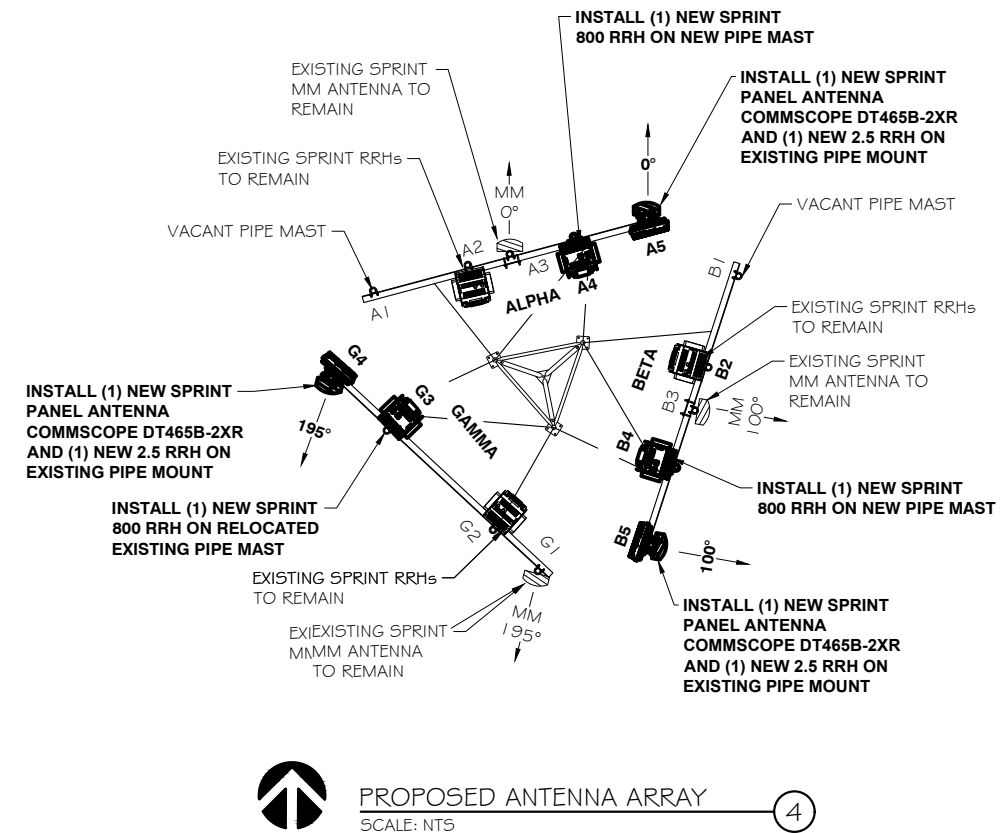 INSTALL (1) NEW SPRINT
800 RRH ON NEW PIPE MAST
EXISTING SPRINT
MM ANTENNA TO
REMAIN
INSTALL (1) NEW SPRINT
PANEL ANTENNA
COMMSCOPE DT465B-2XR
AND (1) NEW 2.5 RRH ON
EXISTING PIPE MOUNT
EXISTING SPRINT RRHs
TO REMAIN
MM
0°
0°
VACANT PIPE MAST
VACANT PIPE MAST
A1
A2
A3
A4
A5
ALPHA
B1
EXISTING SPRINT RRHs
TO REMAIN
BETA
B2
EXISTING SPRINT
MM ANTENNA TO
REMAIN
B3
MM
100°
B4
INSTALL (1) NEW SPRINT
800 RRH ON NEW PIPE MAST
B5
100°
INSTALL (1) NEW SPRINT
PANEL ANTENNA
COMMSCOPE DT465B-2XR
AND (1) NEW 2.5 RRH ON
EXISTING PIPE MOUNT
G4
G3
GAMMA
INSTALL (1) NEW SPRINT
PANEL ANTENNA
COMMSCOPE DT465B-2XR
AND (1) NEW 2.5 RRH ON
EXISTING PIPE MOUNT
195°
INSTALL (1) NEW SPRINT
800 RRH ON RELOCATED
EXISTING PIPE MAST
G2
G1
EXISTING SPRINT RRHs
TO REMAIN
MM
195°
EXIEXISTING SPRINT
MMMM ANTENNA
TO REMAIN
PROPOSED ANTENNA ARRAY
4
SCALE: NTS